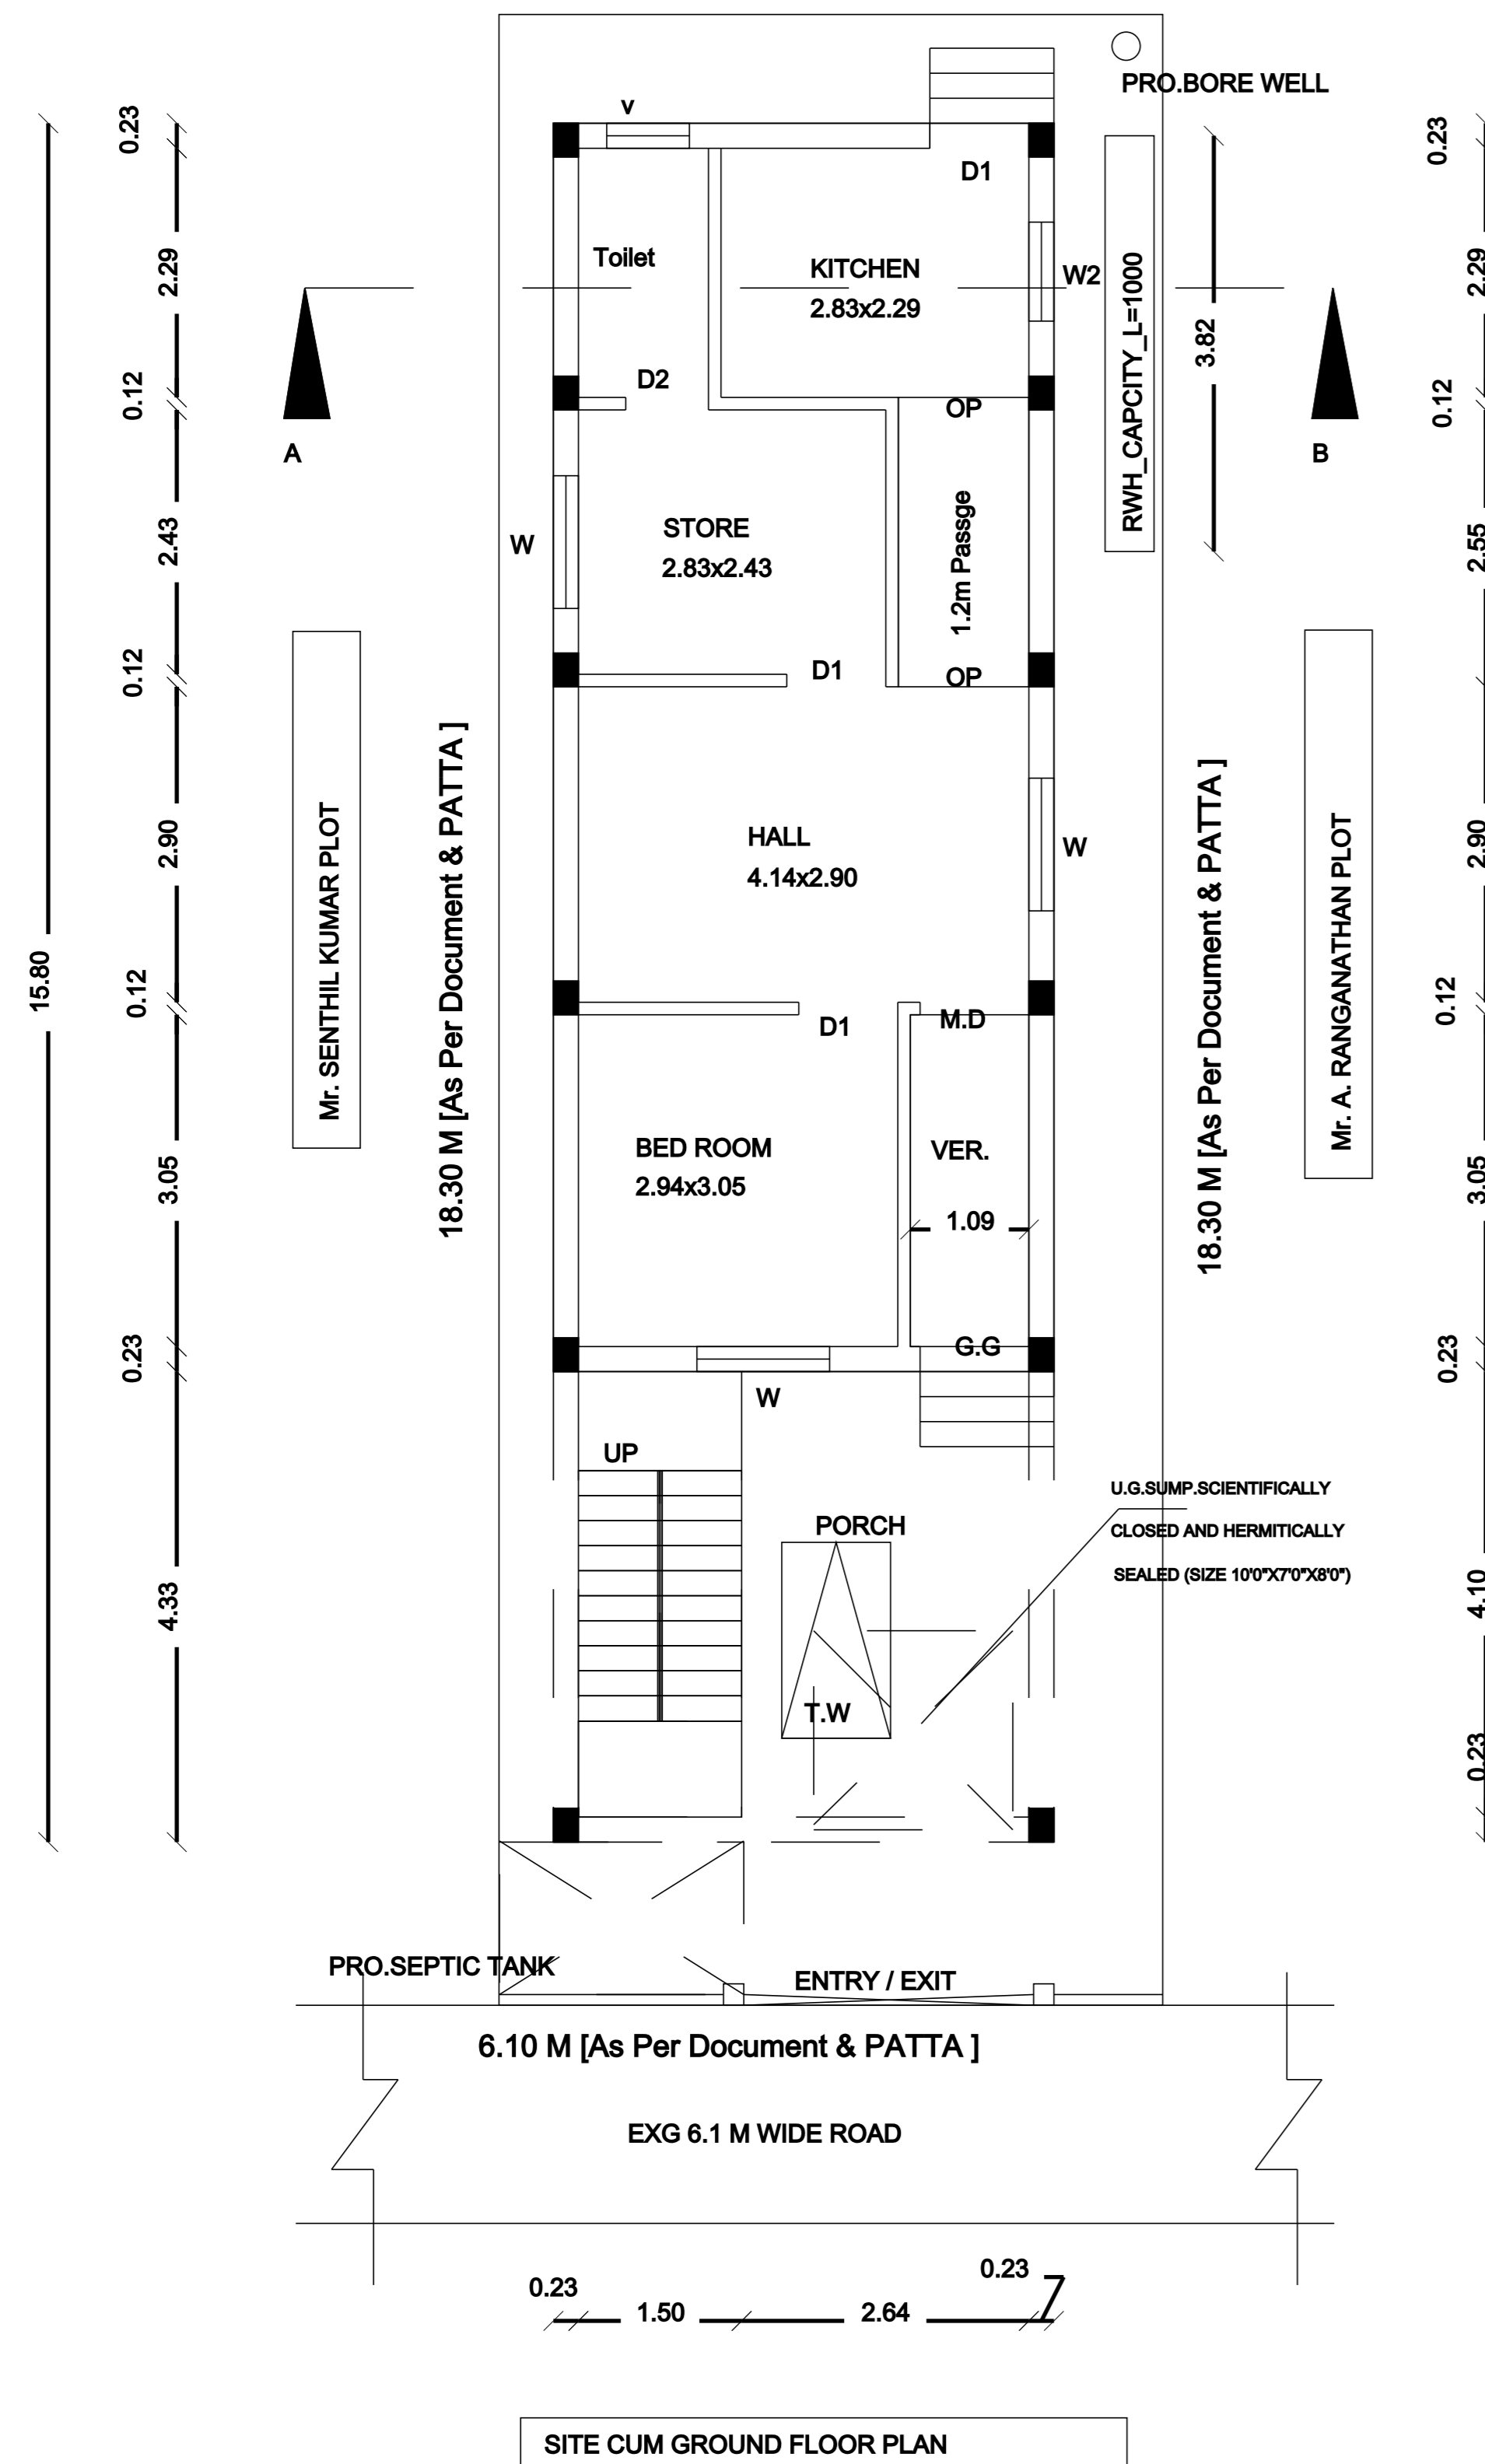 PRO.BORE WELL
0.23
V
0.23
D1
2.29
Toilet
KITCHEN
2.83x2.29
W2
RWH_CAPCITY_L=1000
3.82
2.29
0.12
D2
OP
0.12
A
B
2.43
W
STORE
2.83x2.43
1.2m Passge
2.55
0.12
D1
OP
15.80
2.90
Mr. SENTHIL KUMAR PLOT
18.30 M [As Per Document & PATTA ]
HALL
4.14x2.90
W
18.30 M [As Per Document & PATTA ]
Mr. A. RANGANATHAN PLOT
2.90
0.12
D1
M.D
0.12
3.05
BED ROOM
2.94x3.05
VER.
1.09
3.05
0.23
G.G
0.23
W
UP
U.G.SUMP.SCIENTIFICALLY
CLOSED AND HERMITICALLY
SEALED (SIZE 10'0"X7'0"X8'0")
PORCH
4.33
4.10
T.W
0.23
PRO.SEPTIC TANK
ENTRY / EXIT
6.10 M [As Per Document & PATTA ]
EXG 6.1 M WIDE ROAD
0.23
1.50
2.64
0.23
SITE CUM GROUND FLOOR PLAN